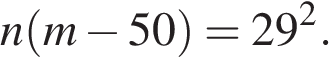 n(m − 50) = 29².